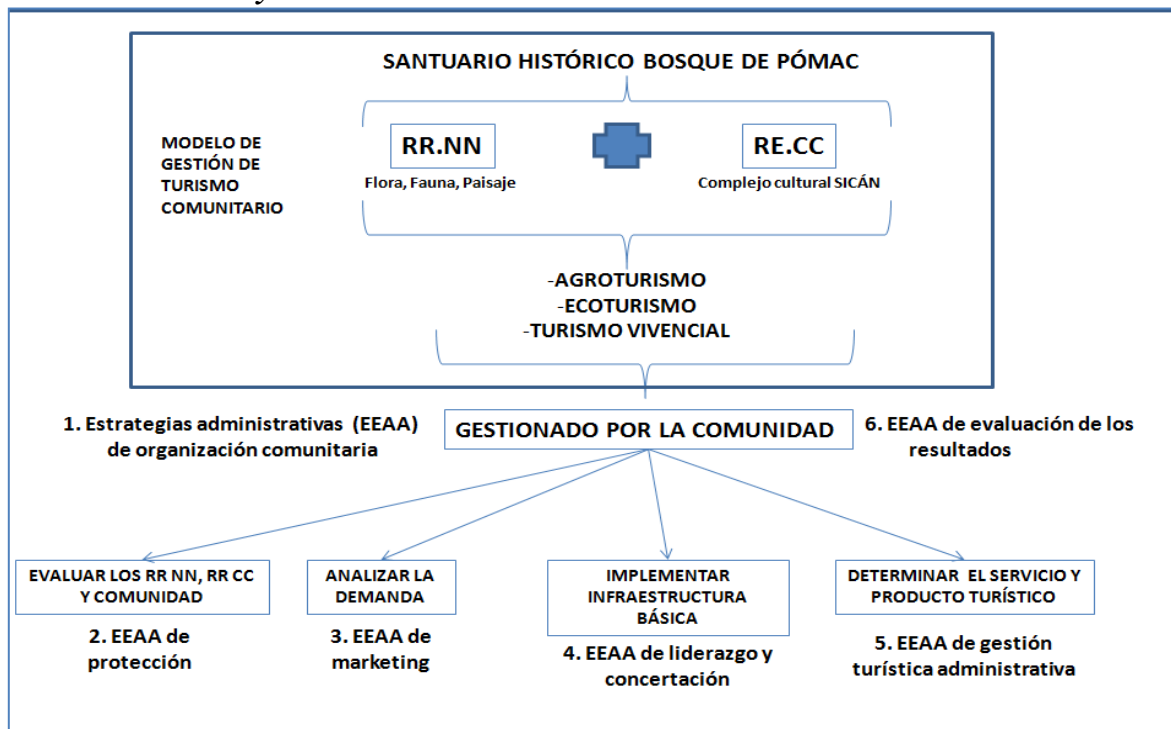 y
SANTUARIO HISTÓRICO BOSQUE DE PÓMAC
MODELO DE
GESTIÓN DE
TURISMO
COMUNITARIO
RR.NN
RE.CC
Flora, Fauna, Paisaje
Complejo cultural SICÁN
-AGROTURISMO
-ECOTURISMO
-TURISMO VIVENCIAL
1. Estrategias administrativas (EEAA)
de organización comunitaria
GESTIONADO POR LA COMUNIDAD
6. EEAA de evaluación de los
resultados
EVALUAR LOS RR NN, RR CC
Y COMUNIDAD
ANALIZAR LA
DEMANDA
IMPLEMENTAR
INFRAESTRUCTURA
BÁSICA
DETERMINAR EL SERVICIO Y
PRODUCTO TURÍSTICO
2. EEAA de
protección
3. EEAA de
marketing
4. EEAA de liderazgo y
concertación
5. EEAA de gestión
turística administrativa